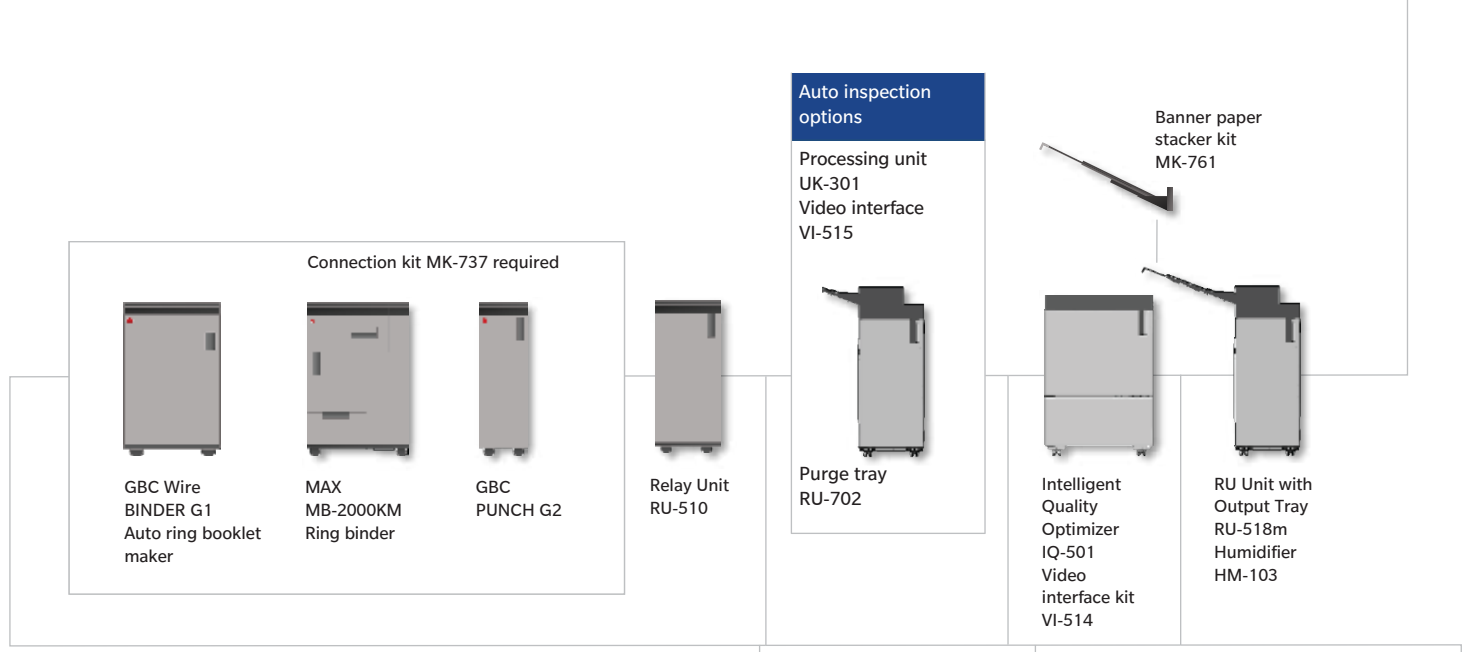 Auto inspection
options
Processing unit
UK-301
Video interface
VI-515
Banner paper
stacker kit
MK-761
Connection kit MK-737 required
GBC Wire
BINDER G1
Auto ring booklet
maker
MAX
MB-2000KM
Ring binder
GBC
PUNCH G2
Relay Unit
RU-510
Purge tray
RU-702
Intelligent
Quality
Optimizer
IQ-501
Video
interface kit
VI-514
RU Unit with
Output Tray
RU-518m
Humidifier
HM-103